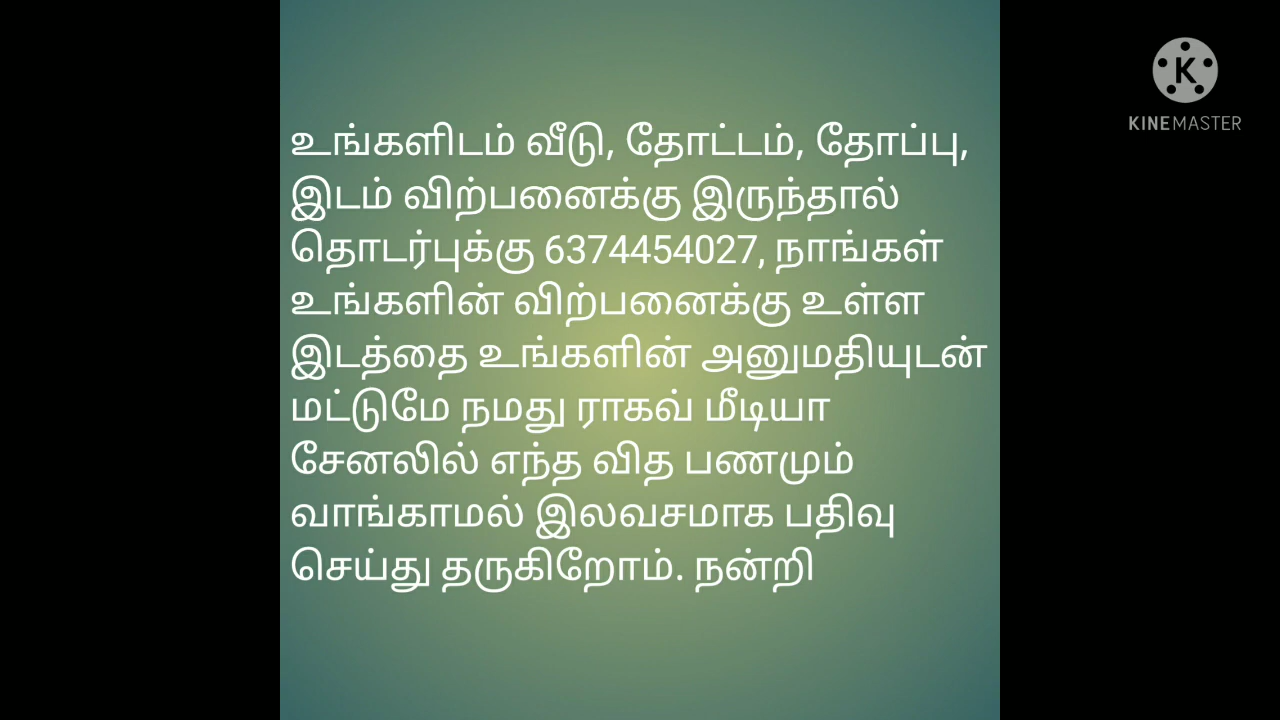 உங்களிடம் வீடு, தோட்டம், தோப்பு,
இடம் விற்பனைக்கு இருந்தால்
தொடர்புக்கு 6374454027, நாங்கள்
உங்களின் விற்பனைக்கு உள்ள
இடத்தை உங்களின் அனுமதியுடன்
மட்டுமே நமது ராகவ் மீடியா
சேனலில் எந்த வித பணமும்
வாங்காமல் இலவசமாக பதிவு
செய்து தருகிறோம். நன்றி
K
KINEMASTER